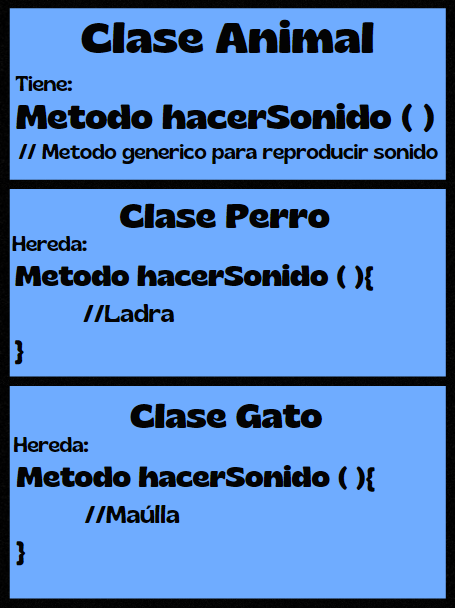 Clase Animal
Tiene:
Metodo hacerSonido ( )
// Metodo generico para reproducir sonido
Clase Perro
Hereda:
Metodo hacerSonido ( ){
//Ladra
}
Clase Gato
Hereda:
Metodo hacerSonido ( ){
//Maúlla
}